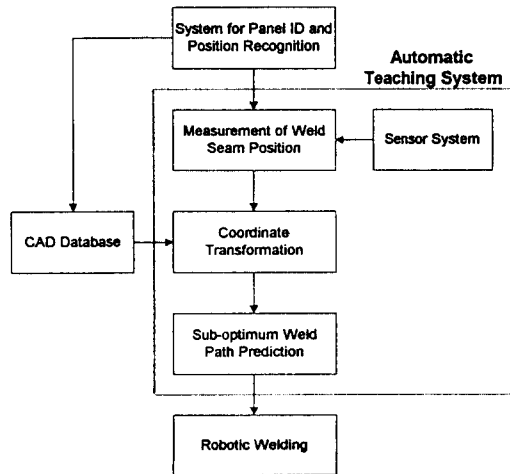 System for Panel ID and
Position Recognition
Automatic
Teaching System
Measurement of Weld
Seam Position
Sensor System
CAD Database
Coordinate
Transformation
Sub-optimum Weld
Path Prediction
Robotic Welding